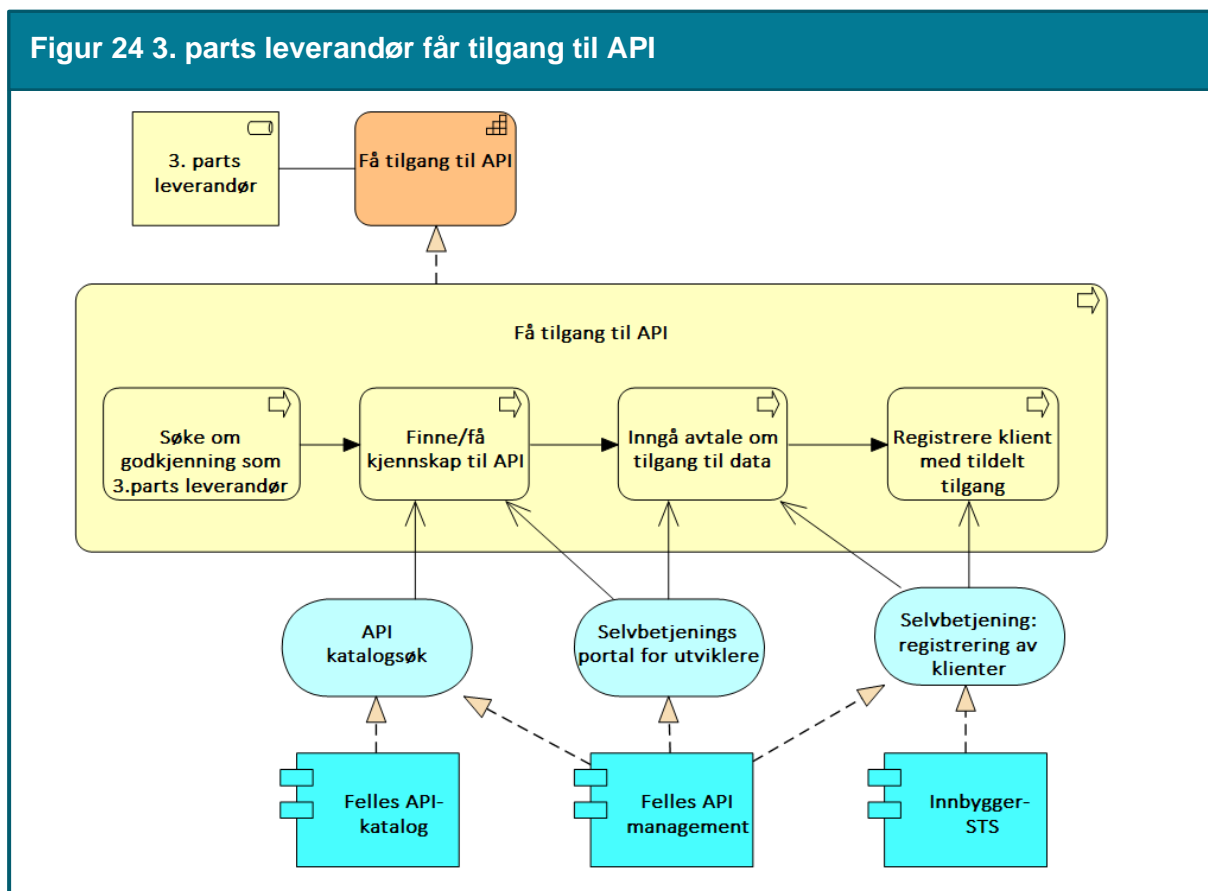 Figur 24 3. parts leverandør får tilgang til API
3. parts
leverandør
Få tilgang til API
Få tilgang til API
Søke om
godkjenning som
3.parts leverandør
Finne/få
kjennskap til API
Inngå avtale om
tilgang til data
Registrere klient
med tildelt
tilgang
API
katalogsøk
Selvbetjenings
portal for utviklere
Selvbetjening:
registrering av
klienter
Felles API-
katalog
Felles API
management
Innbygger-
STS